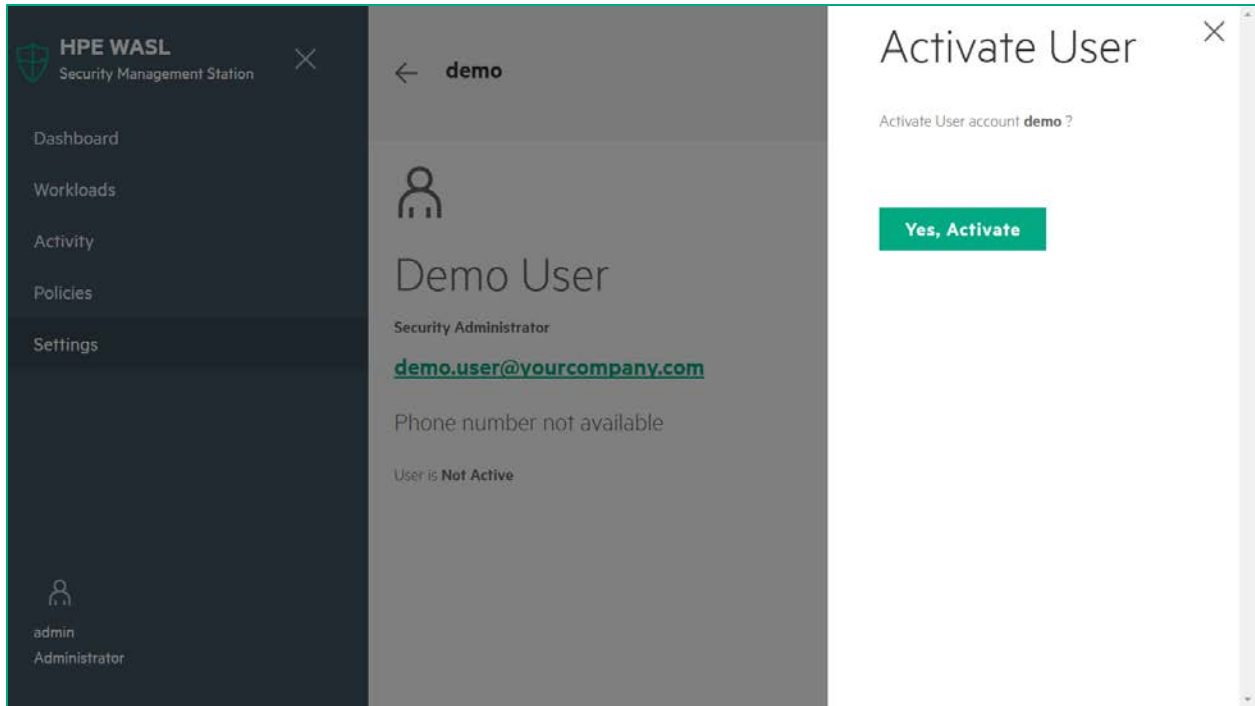 HPE WASL
Security Management Station
Dashboard
Workloads
Activity
Policies
Settings
admin
Administrator
demo
Demo User
Security Administrator
demo.user@yourcompany.com
Phone number not available
User is Not Active
Activate User
Activate User account demo ?
Yes, Activate